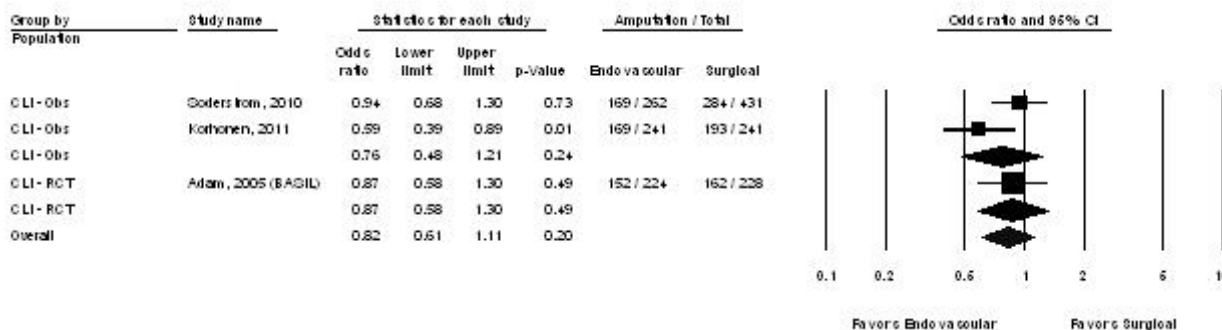 Group by Study name Statistics for each study Amputation / Total Odds ratio and 95% CI
Population
Odds Lower Upper
ratio limit limit p-Value Endovascular Surgical
CLI - Obs Soderstrom, 2010 0.94 0.68 1.30 0.73 169 / 262 284 / 431
CLI - Obs Korhonen, 2011 0.59 0.39 0.89 0.01 169 / 241 193 / 241
CLI - Obs 0.76 0.48 1.21 0.24
CLI - RCT Adam, 2005 (BASIL) 0.87 0.58 1.30 0.49 152 / 224 162 / 228
CLI - RCT 0.87 0.58 1.30 0.49
Overall 0.82 0.61 1.11 0.20
0.1 0.2 0.5 1 2 5
Favors Endovascular Favors Surgical